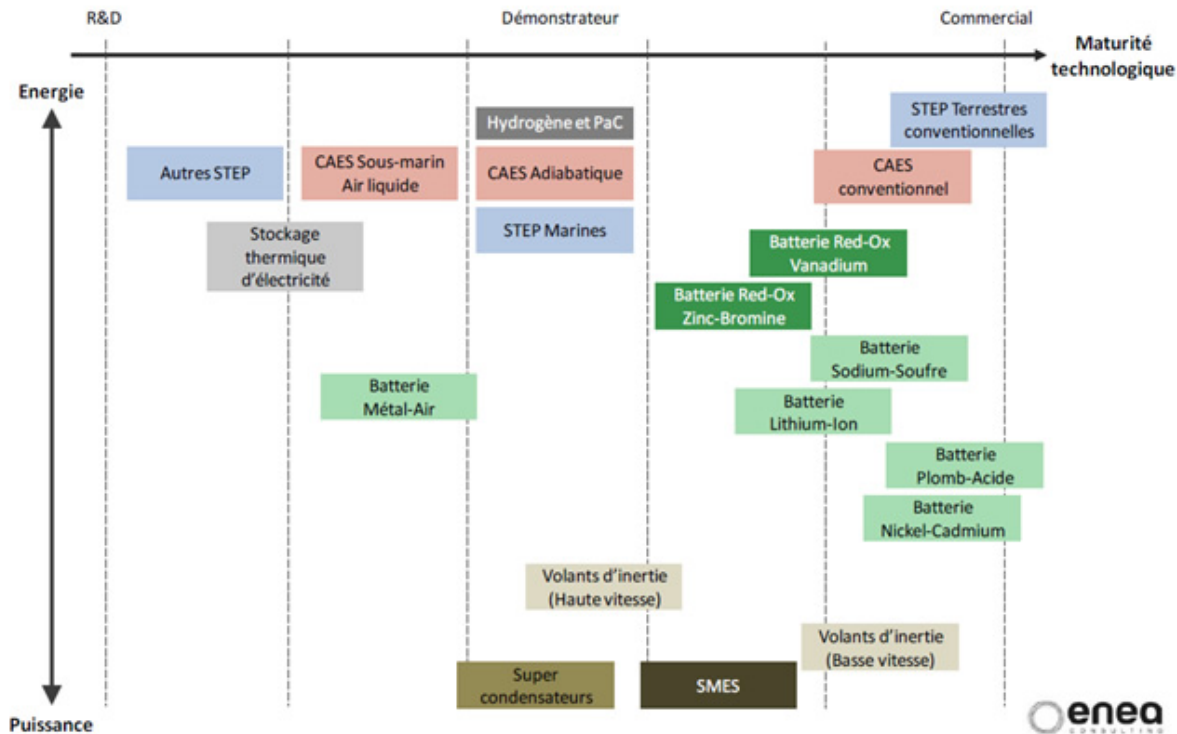 R&D
Démonstrateur
Commercial
Maturité
technologique
Energie
STEP Terrestres
conventionnelles
Hydrogène et PaC
Autres STEP
CAES Sous-marin
Air liquide
CAES Adiabatique
CAES
conventionnel
STEP Marines
Stockage
thermique
d'électricité
Batterie Red-Ox
Vanadium
Batterie Red-Ox
Zinc-Bromine
Batterie
Sodium-Soufre
Batterie
Métal-Air
Batterie
Lithium-Ion
Batterie
Plomb-Acide
Batterie
Nickel-Cadmium
Volants d'inertie
(Haute vitesse)
Volants d'inertie
(Basse vitesse)
Super
condensateurs
SMES
Puissance
enea
CONSULTING